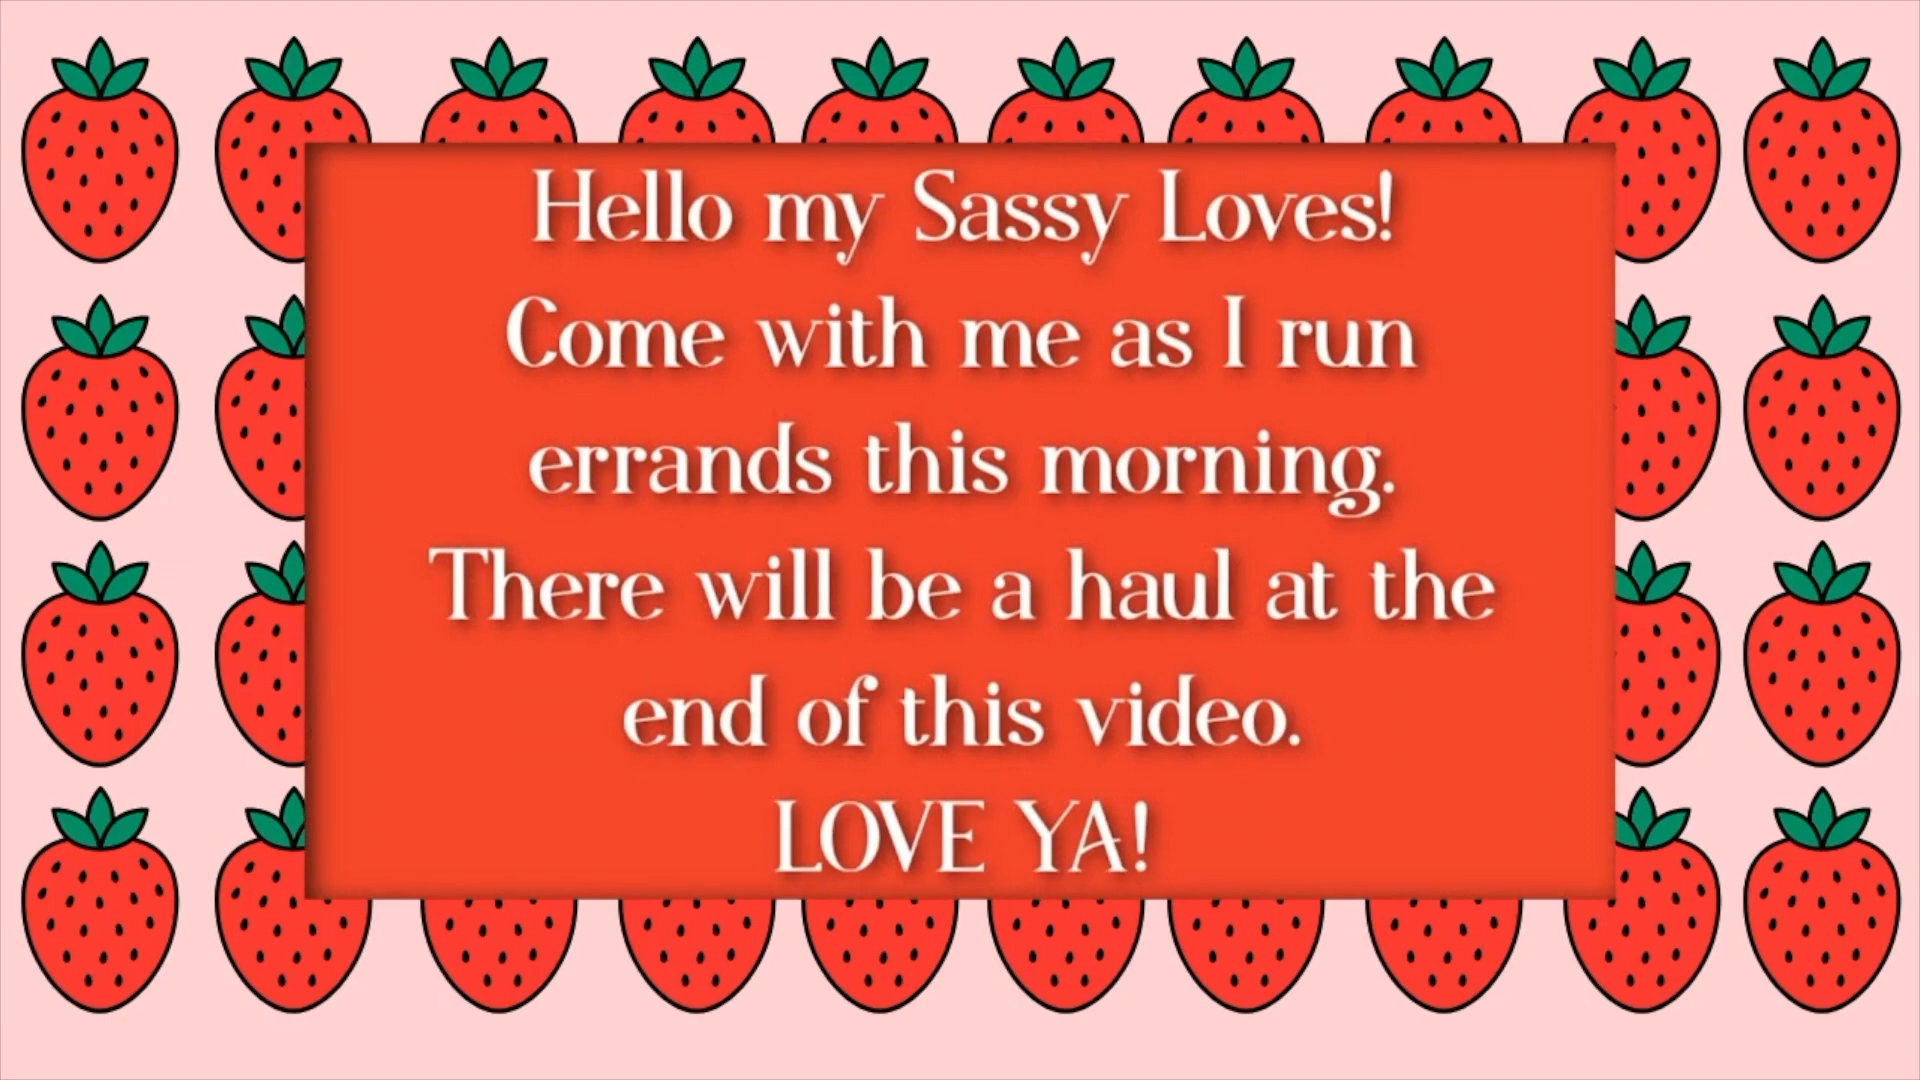 Hello my Sassy Loves!
Come with me as I run
errands this morning.
There will be a haul at the
end of this video.
LOVE YA!